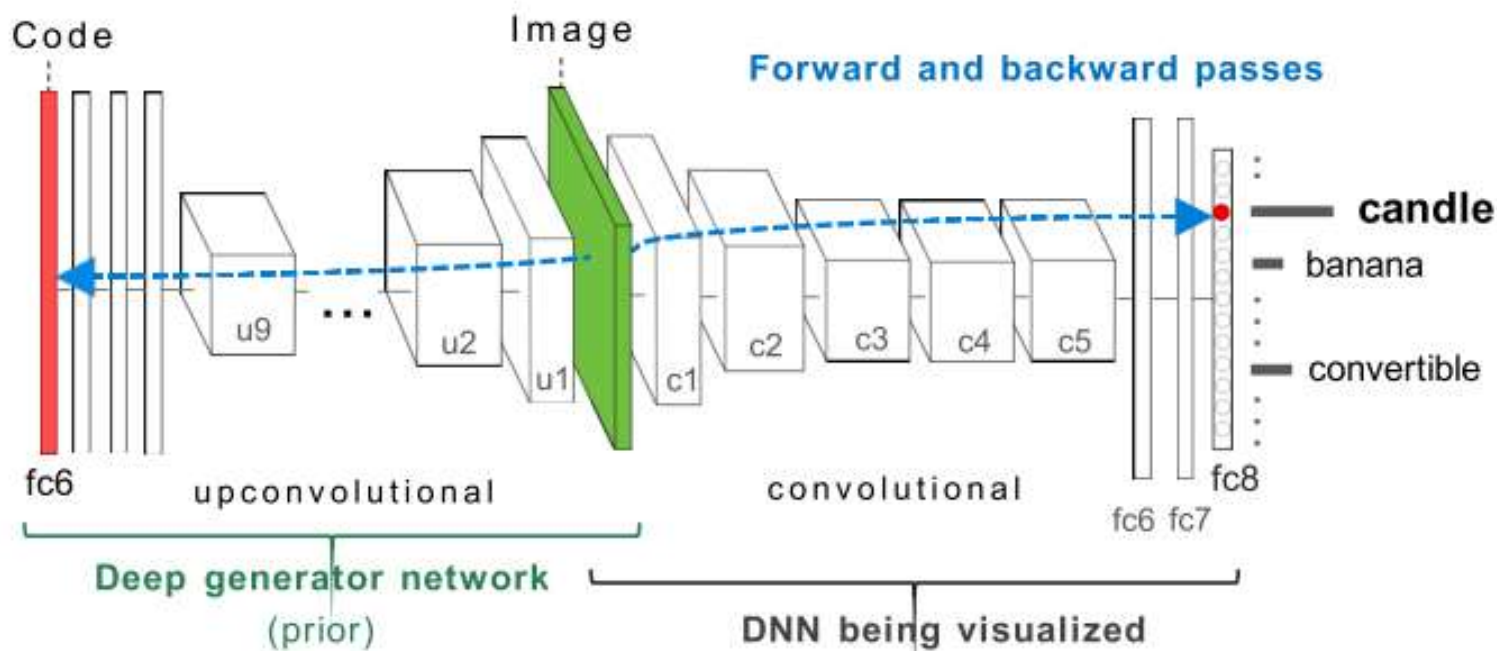 Code
Image
Forward and backward passes
candle
banana
convertible
u9
...
u2
u1
c1
c2
c3
c4
c5
fc6
upconvolutional
convolutional
fc6 fc7
fc8
Deep generator network
(prior)
DNN being visualized